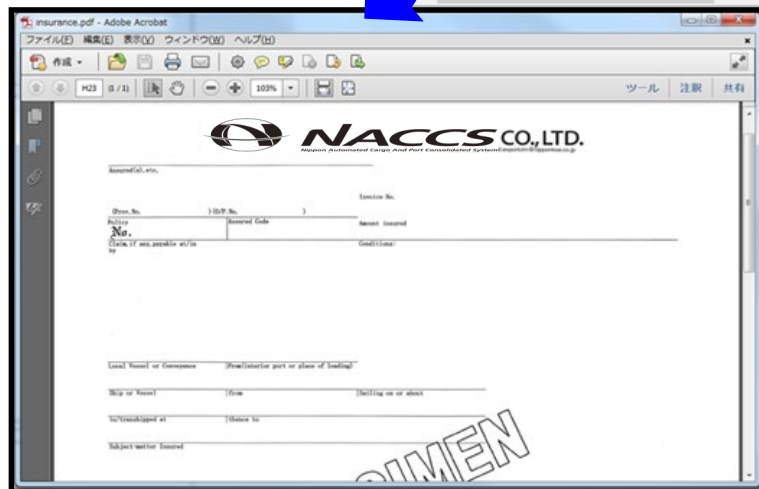 insurance.pdf - Adobe Acrobat
ファイル(F) 編集(E) 表示(V) ウィンドウ(W) ヘルプ(H)
作成
H23 (1 / 1) 103% ツール 注釈 共有
NACCS CO., LTD.
Nippon Automated Cargo And Port Consolidated System
Assured(s), etc.
Invoice No.
(Prov. No. ) (O/P. No. )
Policy Assured Code Amount insured
No.
Claim, if any, payable at/in Conditions:
by
Local Vessel or Conveyance From(interior port or place of loading)
Ship or Vessel from Sailing on or about
to/transhipped at thence to
Subject-matter Insured